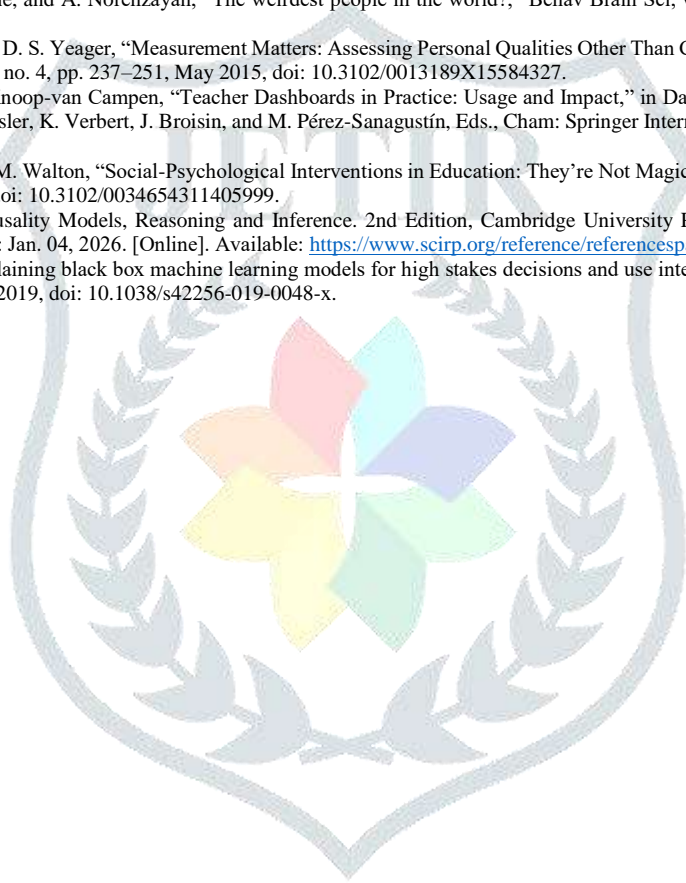 ne, and A. Norenzayan, “The weirdest people in the world?,” Behav Brain Sci,
D. S. Yeager, “Measurement Matters: Assessing Personal Qualities Other Than C
no. 4, pp. 237–251, May 2015, doi: 10.3102/0013189X15584327.
noop-van Campen, “Teacher Dashboards in Practice: Usage and Impact,” in Da
sler, K. Verbert, J. Broisin, and M. Pérez-Sanagustín, Eds., Cham: Springer Intern
M. Walton, “Social-Psychological Interventions in Education: They’re Not Magic
oi: 10.3102/0034654311405999.
usality Models, Reasoning and Inference. 2nd Edition, Cambridge University P
: Jan. 04, 2026. [Online]. Available: https://www.scirp.org/reference/referencespa
laining black box machine learning models for high stakes decisions and use inte
2019, doi: 10.1038/s42256-019-0048-x.
JETIR